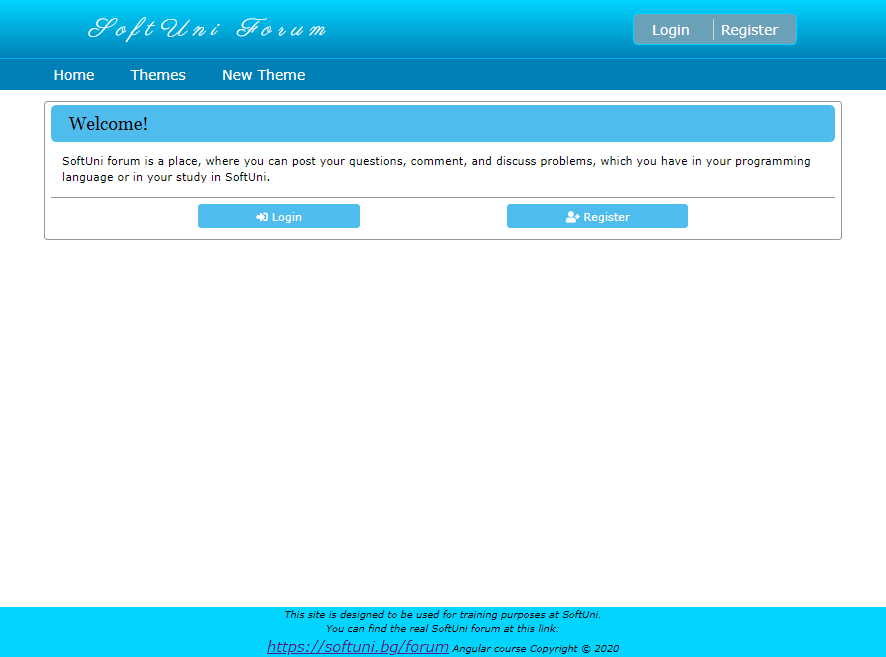 SoftUni Forum
Login
Register
Home
Themes
New Theme
Welcome!
SoftUni forum is a place, where you can post your questions, comment, and discuss problems, which you have in your programming
language or in your study in SoftUni.
Login
Register
This site is designed to be used for training purposes at SoftUni.
You can find the real SoftUni forum at this link:
https://softuni.bg/forum Angular course Copyright © 2020